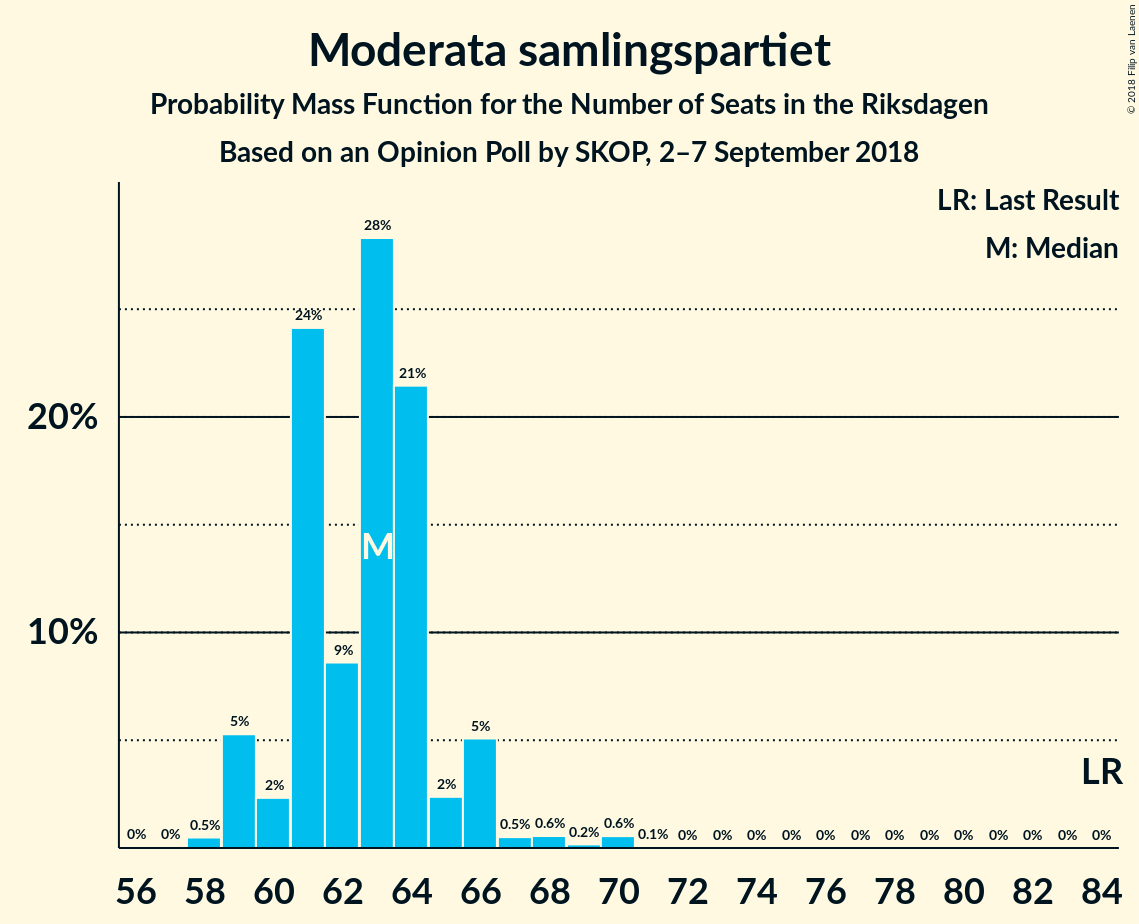 Moderata samlingspartiet
Probability Mass Function for the Number of Seats in the Riksdagen
Based on an Opinion Poll by SKOP, 2–7 September 2018
© 2018 Filip van Laenen
LR: Last Result
M: Median
20%
10%
0% 0% 0.5% 5% 2% 24% 9% 28% 21% 2% 5% 0.5% 0.6% 0.2% 0.6% 0.1% 0% 0% 0% 0% 0% 0% 0% 0% 0% 0% 0% 0% 0%
M
LR
56 58 60 62 64 66 68 70 72 74 76 78 80 82 84